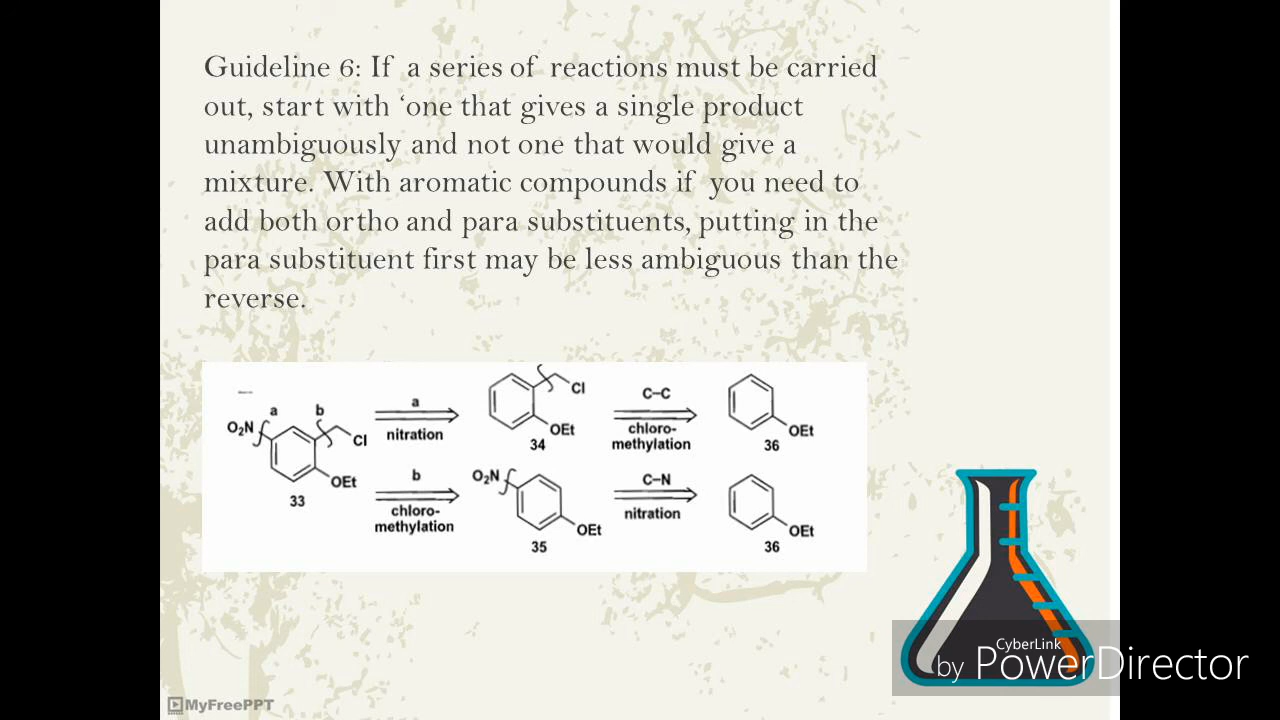 Guideline 6: If a series of reactions must be carried
out, start with ‘one that gives a single product
unambiguously and not one that would give a
mixture. With aromatic compounds if you need to
add both ortho and para substituents, putting in the
para substituent first may be less ambiguous than the
reverse.
a b
O₂N
Cl
OEt
33
a
nitration
Cl
OEt
34
C–C
chloro-
methylation
OEt
36
b
chloro-
methylation
O₂N
OEt
35
C–N
nitration
OEt
36
CyberLink
by PowerDirector
MyFreePPT